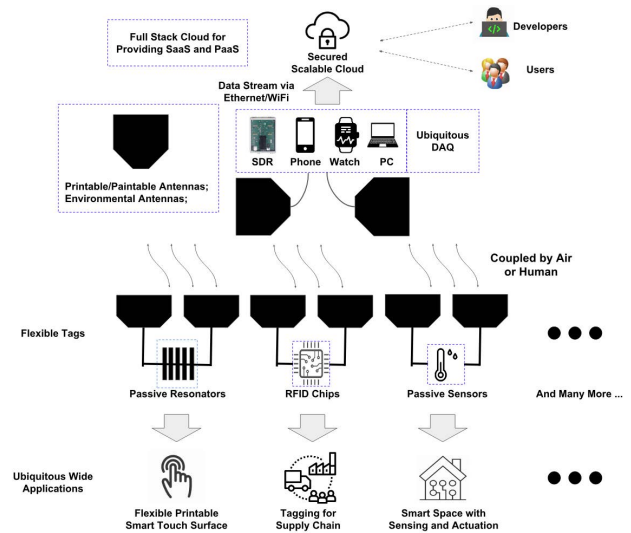 Full Stack Cloud for
Providing SaaS and PaaS
Secured
Scalable Cloud
Developers
Users
Data Stream via
Ethernet/WiFi
SDR
Phone
Watch
PC
Ubiquitous
DAQ
Printable/Paintable Antennas;
Environmental Antennas;
Coupled by Air
or Human
Flexible Tags
Passive Resonators
RFID Chips
Passive Sensors
And Many More ...
Ubiquitous Wide
Applications
Flexible Printable
Smart Touch Surface
Tagging for
Supply Chain
Smart Space with
Sensing and Actuation